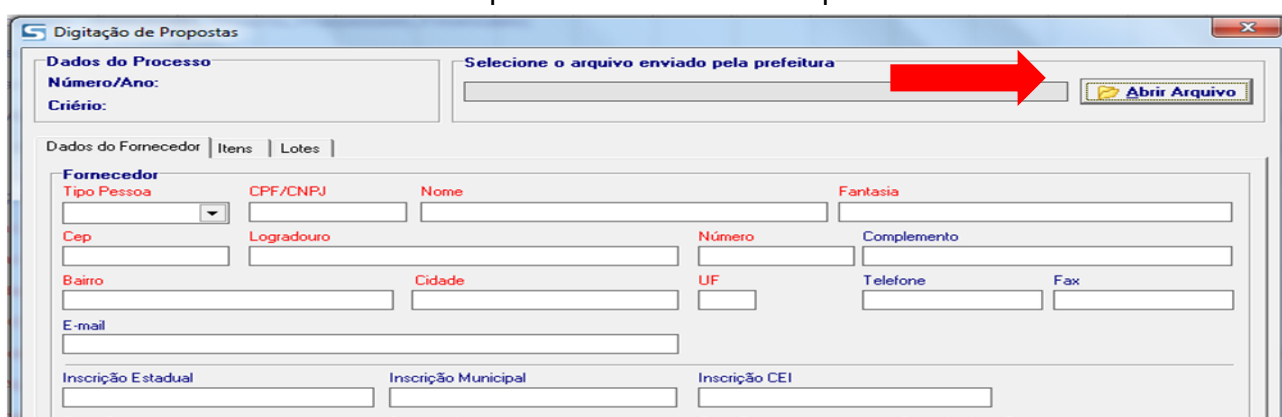 Digitação de Propostas
Dados do Processo
Número/Ano:
Criério:
Selecione o arquivo enviado pela prefeitura
Abrir Arquivo
Dados do Fornecedor Itens Lotes
Fornecedor
Tipo Pessoa CPF/CNPJ Nome Fantasia
Cep Logradouro Número Complemento
Bairro Cidade UF Telefone Fax
E-mail
Inscrição Estadual Inscrição Municipal Inscrição CEI